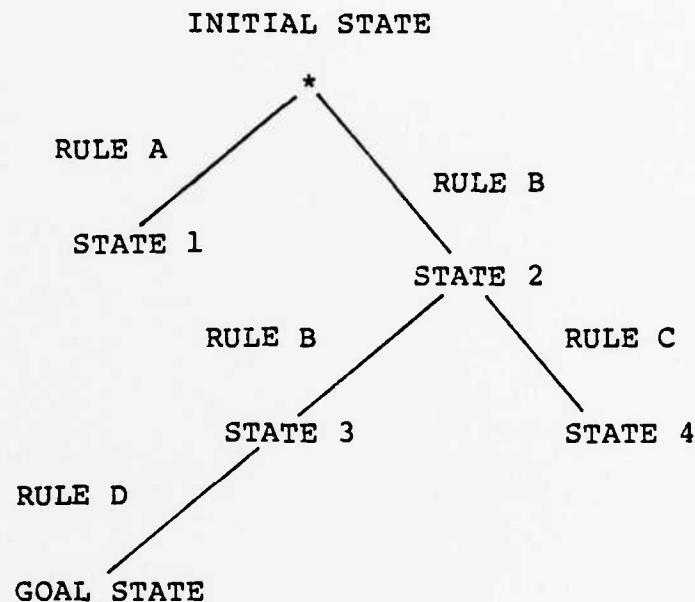 INITIAL STATE
*
RULE A
RULE B
STATE 1
STATE 2
RULE B
RULE C
STATE 3
STATE 4
RULE D
GOAL STATE